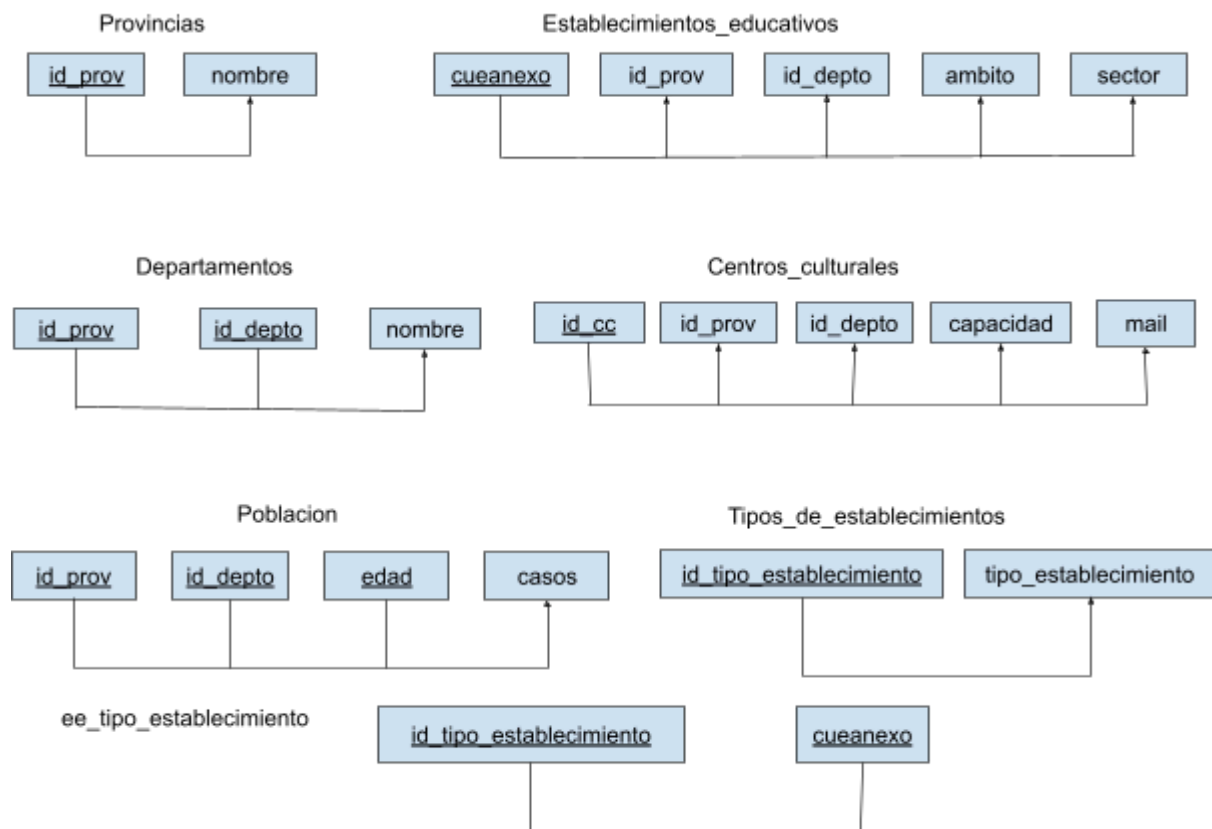 Provincias
id_prov nombre
Establecimientos_educativos
cueanexo id_prov id_depto ambito sector
Departamentos
id_prov id_depto nombre
Centros_culturales
id_cc id_prov id_depto capacidad mail
Poblacion
id_prov id_depto edad casos
Tipos_de_establecimientos
id_tipo_establecimiento tipo_establecimiento
ee_tipo_establecimiento
id_tipo_establecimiento cueanexo